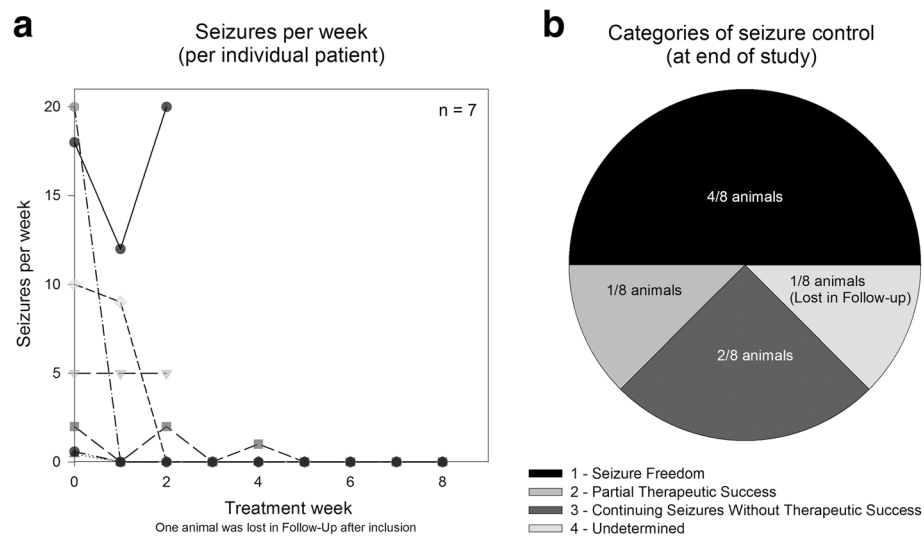 a
Seizures per week
(per individual patient)
n = 7
Seizures per week
20
15
10
5
0
0 2 4 6 8
Treatment week
One animal was lost in Follow-Up after inclusion
b
Categories of seizure control
(at end of study)
4/8 animals
1/8 animals
1/8 animals
(Lost in Follow-up)
2/8 animals
1 - Seizure Freedom
2 - Partial Therapeutic Success
3 - Continuing Seizures Without Therapeutic Success
4 - Undetermined